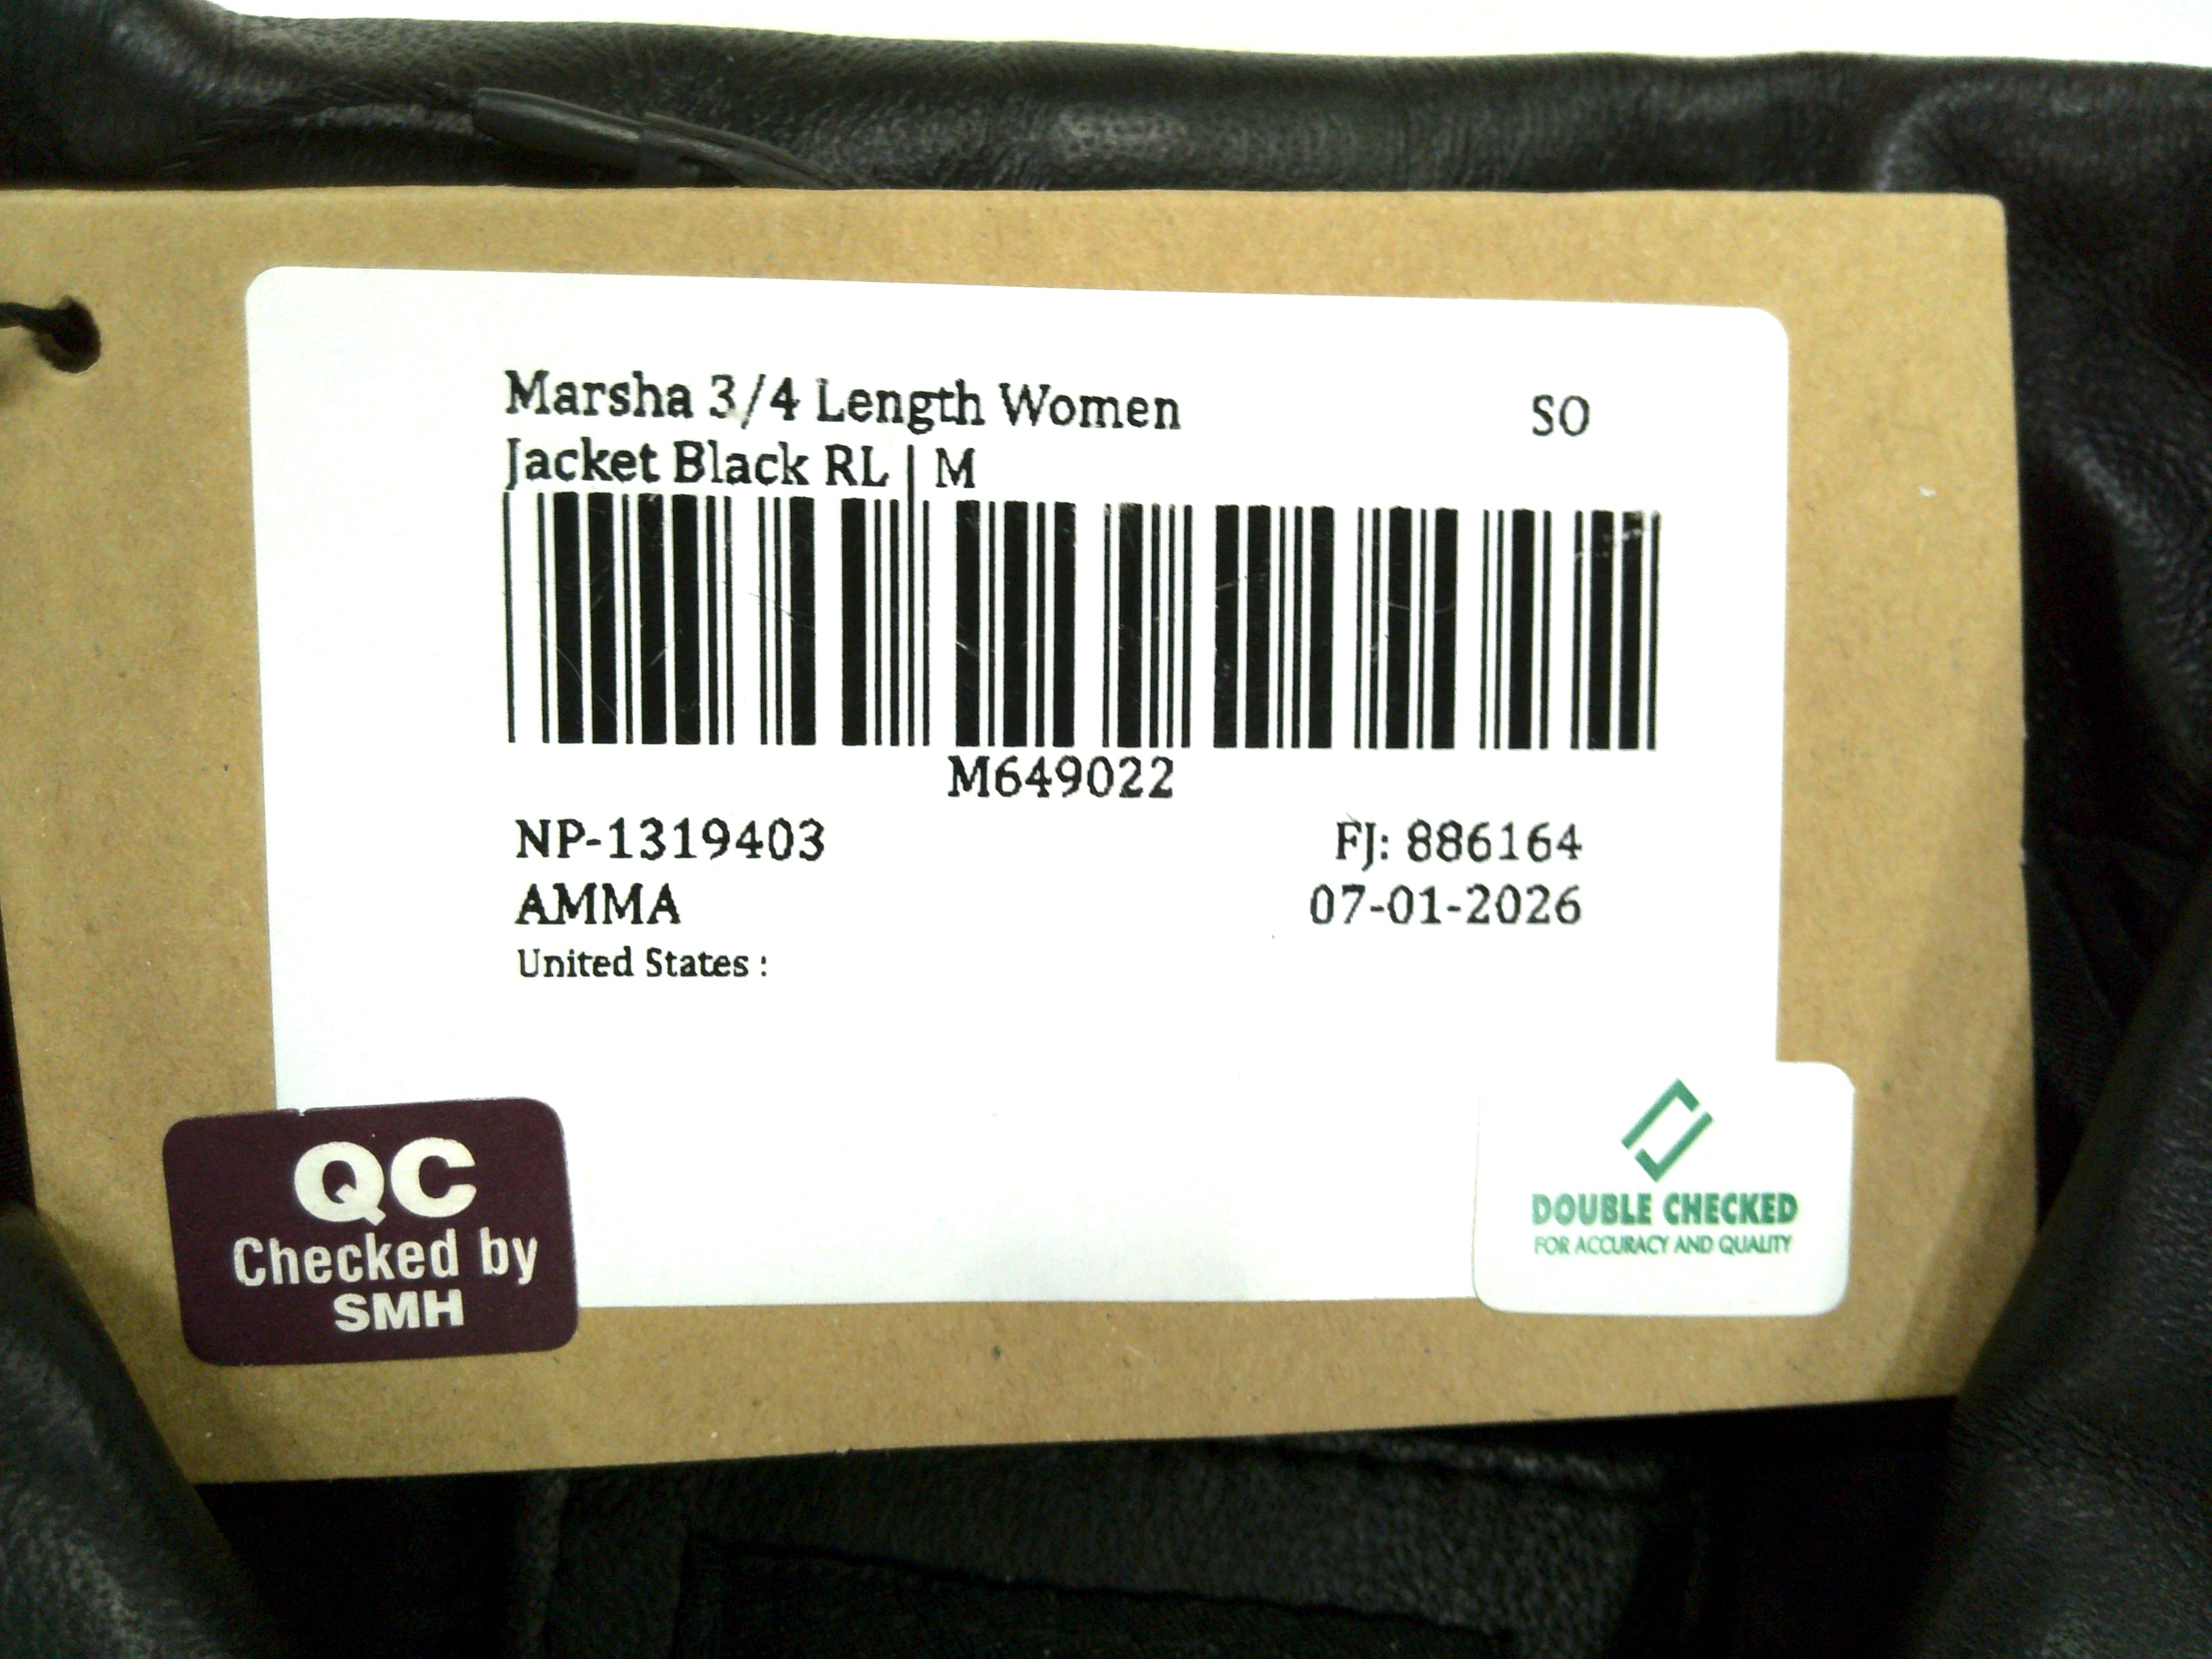 Marsha 3/4 Length Women
SO
Jacket Black RL | M
M649022
NP-1319403
FJ: 886164
AMMA
07-01-2026
United States :
QC
Checked by
SMH
DOUBLE CHECKED
FOR ACCURACY AND QUALITY